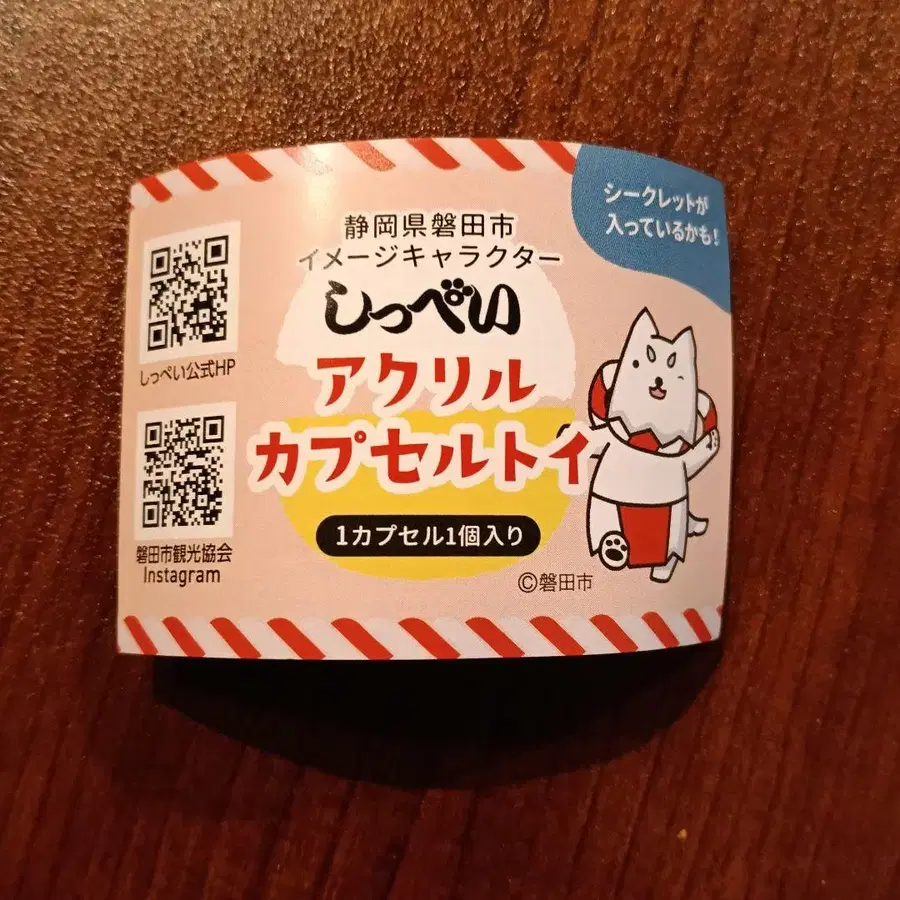 シークレットが
入っているかも!
静岡県磐田市
イメージキャラクター
しっぺい
アクリル
カプセルトイ
1カプセル1個入り
©磐田市
しっぺい公式HP
磐田市観光協会
Instagram